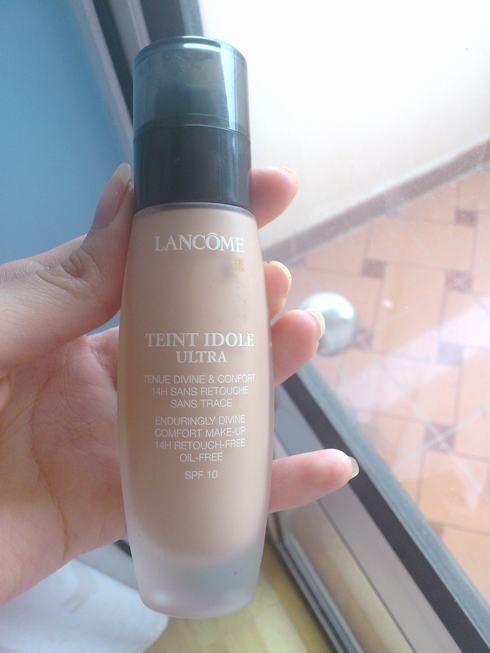 LANCÔME
TEINT IDOLE
ULTRA
TENUE DIVINE & CONFORT
14H SANS RETOUCHE
SANS TRACE
ENDURINGLY DIVINE
COMFORT MAKE-UP
14H RETOUCH-FREE
OIL-FREE
SPF 10